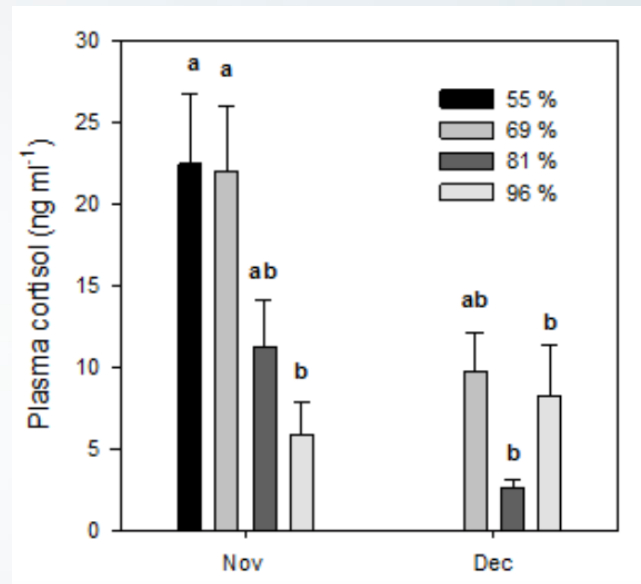 Plasma cortisol (ng ml⁻¹)
30
25
20
15
10
5
0
a
a
ab
b
ab
b
b
55 %
69 %
81 %
96 %
Nov
Dec